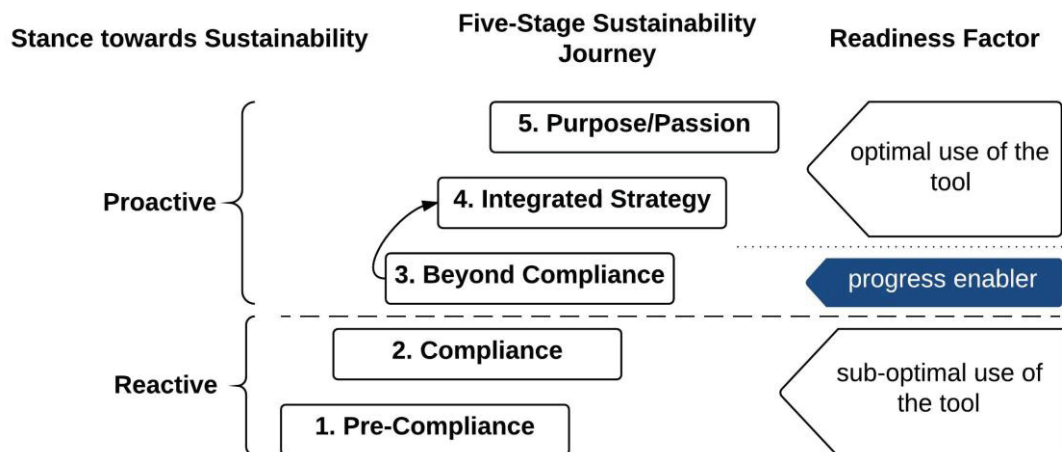 Stance towards Sustainability
Five-Stage Sustainability
Journey
Readiness Factor
5. Purpose/Passion
optimal use of the
tool
Proactive
4. Integrated Strategy
3. Beyond Compliance
progress enabler
2. Compliance
Reactive
sub-optimal use of
the tool
1. Pre-Compliance